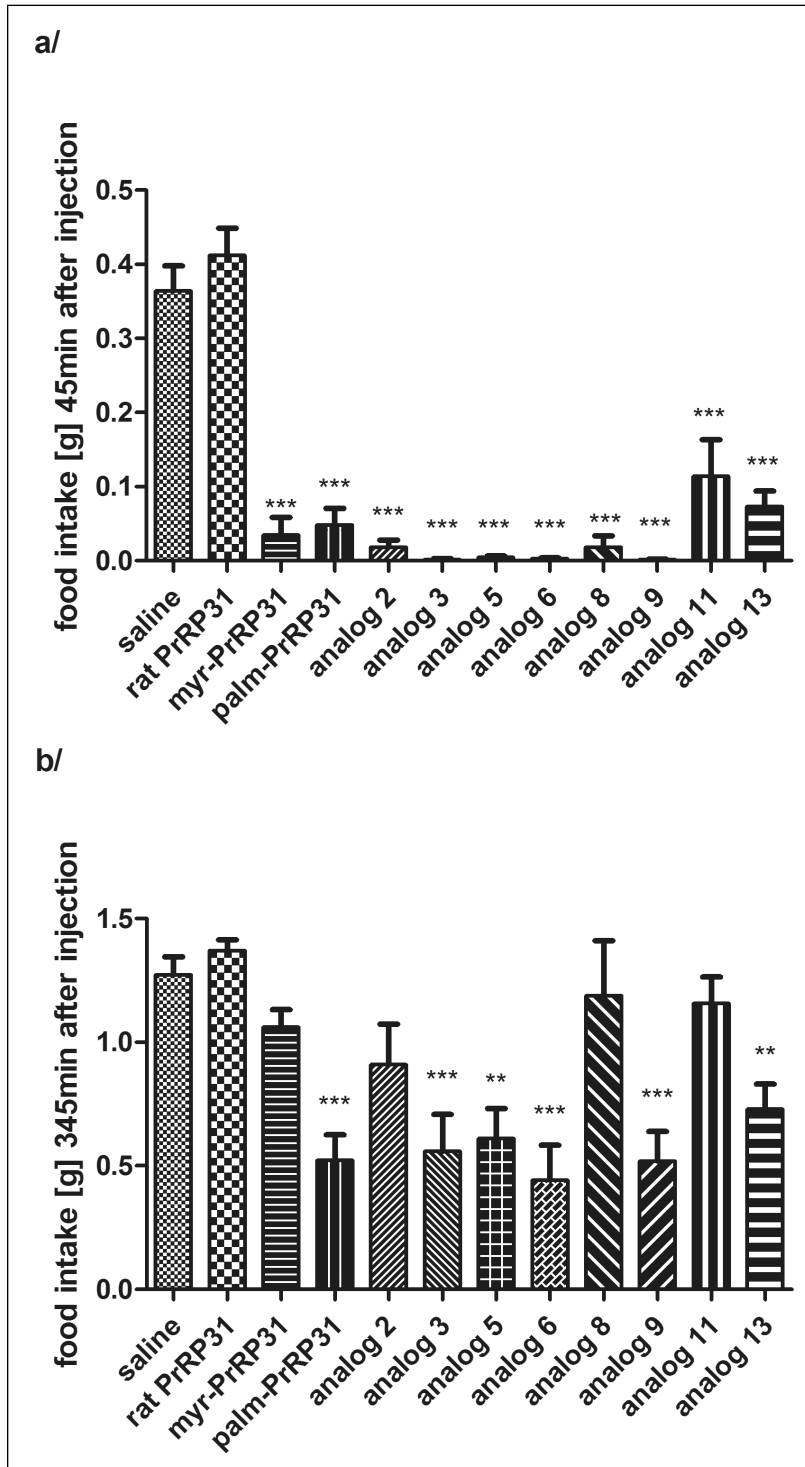 a/
food intake [g] 45min after injection
0.5
0.4
0.3
0.2
0.1
0.0
***
***
***
***
***
***
***
***
***
***
saline
rat PrRP31
myr-PrRP31
palm-PrRP31
analog 2
analog 3
analog 5
analog 6
analog 8
analog 9
analog 11
analog 13
b/
food intake [g] 345min after injection
1.5
1.0
0.5
0.0
***
***
**
***
***
**
saline
rat PrRP31
myr-PrRP31
palm-PrRP31
analog 2
analog 3
analog 5
analog 6
analog 8
analog 9
analog 11
analog 13